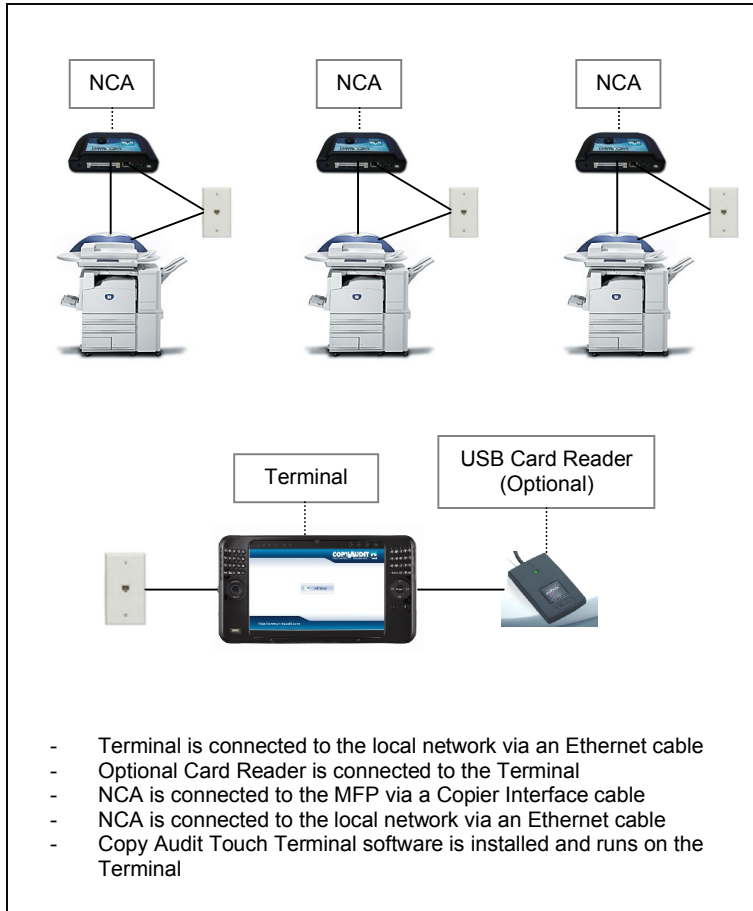 NCA NCA NCA
Terminal
USB Card Reader
(Optional)
COPYAUDIT
- Terminal is connected to the local network via an Ethernet cable
- Optional Card Reader is connected to the Terminal
- NCA is connected to the MFP via a Copier Interface cable
- NCA is connected to the local network via an Ethernet cable
- Copy Audit Touch Terminal software is installed and runs on the
Terminal